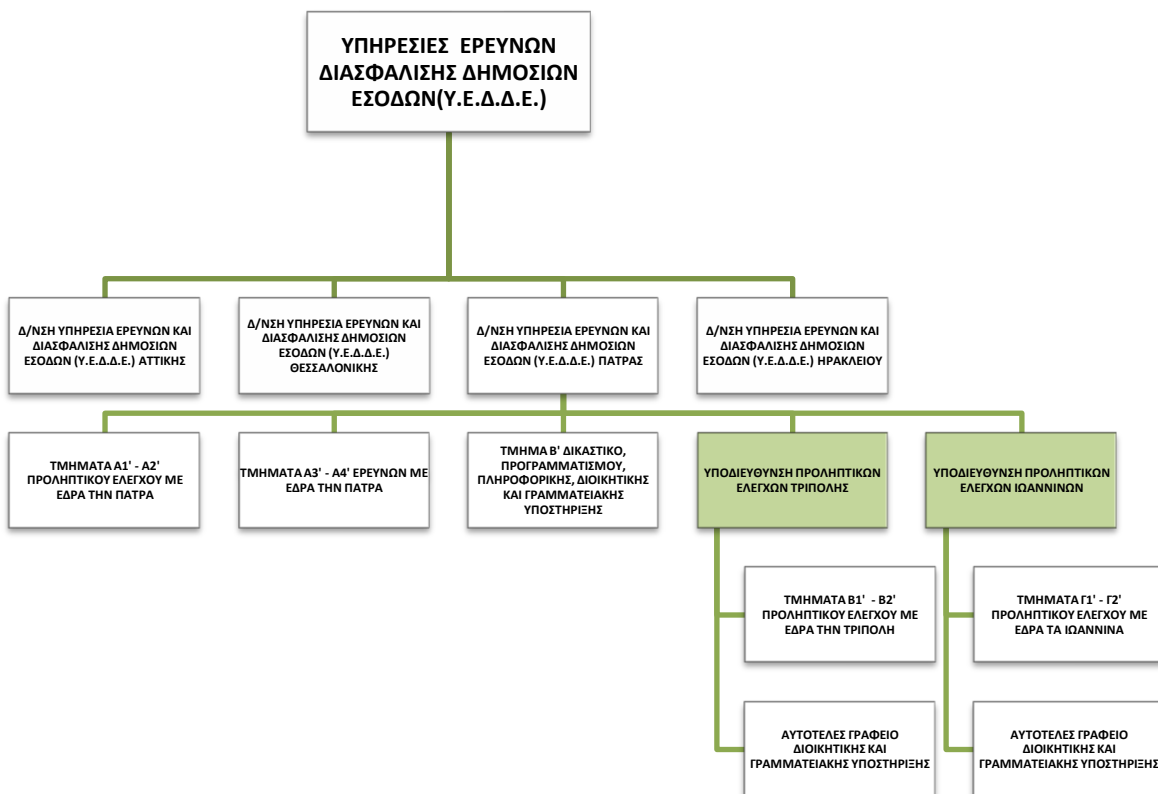 ΥΠΗΡΕΣΙΕΣ ΕΡΕΥΝΩΝ
ΔΙΑΣΦΑΛΙΣΗΣ ΔΗΜΟΣΙΩΝ
ΕΣΟΔΩΝ(Υ.Ε.Δ.Δ.Ε.)
Δ/ΝΣΗ ΥΠΗΡΕΣΙΑ ΕΡΕΥΝΩΝ ΚΑΙ
ΔΙΑΣΦΑΛΙΣΗΣ ΔΗΜΟΣΙΩΝ
ΕΣΟΔΩΝ (Υ.Ε.Δ.Δ.Ε.) ΑΤΤΙΚΗΣ
Δ/ΝΣΗ ΥΠΗΡΕΣΙΑ ΕΡΕΥΝΩΝ ΚΑΙ
ΔΙΑΣΦΑΛΙΣΗΣ ΔΗΜΟΣΙΩΝ
ΕΣΟΔΩΝ (Υ.Ε.Δ.Δ.Ε.)
ΘΕΣΣΑΛΟΝΙΚΗΣ
Δ/ΝΣΗ ΥΠΗΡΕΣΙΑ ΕΡΕΥΝΩΝ ΚΑΙ
ΔΙΑΣΦΑΛΙΣΗΣ ΔΗΜΟΣΙΩΝ
ΕΣΟΔΩΝ (Υ.Ε.Δ.Δ.Ε.) ΠΑΤΡΑΣ
Δ/ΝΣΗ ΥΠΗΡΕΣΙΑ ΕΡΕΥΝΩΝ ΚΑΙ
ΔΙΑΣΦΑΛΙΣΗΣ ΔΗΜΟΣΙΩΝ
ΕΣΟΔΩΝ (Υ.Ε.Δ.Δ.Ε.) ΗΡΑΚΛΕΙΟΥ
ΤΜΗΜΑΤΑ Α1' - Α2'
ΠΡΟΛΗΠΤΙΚΟΥ ΕΛΕΓΧΟΥ ΜΕ
ΕΔΡΑ ΤΗΝ ΠΑΤΡΑ
ΤΜΗΜΑΤΑ Α3' - Α4' ΕΡΕΥΝΩΝ ΜΕ
ΕΔΡΑ ΤΗΝ ΠΑΤΡΑ
ΤΜΗΜΑ Β' ΔΙΚΑΣΤΙΚΟ,
ΠΡΟΓΡΑΜΜΑΤΙΣΜΟΥ,
ΠΛΗΡΟΦΟΡΙΚΗΣ, ΔΙΟΙΚΗΤΙΚΗΣ
ΚΑΙ ΓΡΑΜΜΑΤΕΙΑΚΗΣ
ΥΠΟΣΤΗΡΙΞΗΣ
ΥΠΟΔΙΕΥΘΥΝΣΗ ΠΡΟΛΗΠΤΙΚΩΝ
ΕΛΕΓΧΩΝ ΤΡΙΠΟΛΗΣ
ΥΠΟΔΙΕΥΘΥΝΣΗ ΠΡΟΛΗΠΤΙΚΩΝ
ΕΛΕΓΧΩΝ ΙΩΑΝΝΙΝΩΝ
ΤΜΗΜΑΤΑ Β1' - Β2'
ΠΡΟΛΗΠΤΙΚΟΥ ΕΛΕΓΧΟΥ ΜΕ
ΕΔΡΑ ΤΗΝ ΤΡΙΠΟΛΗ
ΤΜΗΜΑΤΑ Γ1' - Γ2'
ΠΡΟΛΗΠΤΙΚΟΥ ΕΛΕΓΧΟΥ ΜΕ
ΕΔΡΑ ΤΑ ΙΩΑΝΝΙΝΑ
ΑΥΤΟΤΕΛΕΣ ΓΡΑΦΕΙΟ
ΔΙΟΙΚΗΤΙΚΗΣ ΚΑΙ
ΓΡΑΜΜΑΤΕΙΑΚΗΣ ΥΠΟΣΤΗΡΙΞΗΣ
ΑΥΤΟΤΕΛΕΣ ΓΡΑΦΕΙΟ
ΔΙΟΙΚΗΤΙΚΗΣ ΚΑΙ
ΓΡΑΜΜΑΤΕΙΑΚΗΣ ΥΠΟΣΤΗΡΙΞΗΣ